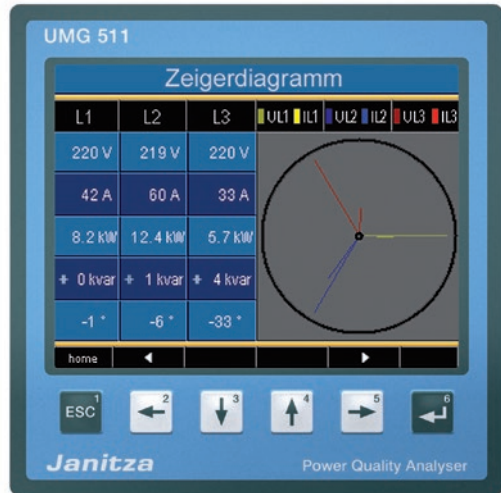 UMG 511
Zeigerdiagramm
L1 L2 L3 UL1 IL1 UL2 IL2 UL3 IL3
220 V 219 V 220 V
42 A 60 A 33 A
8.2 kW 12.4 kW 5.7 kW
+ 0 kvar + 1 kvar + 4 kvar
-1 ° -6 ° -33 °
home
ESC 1 2 3 4 5 6
Janitza Power Quality Analyser